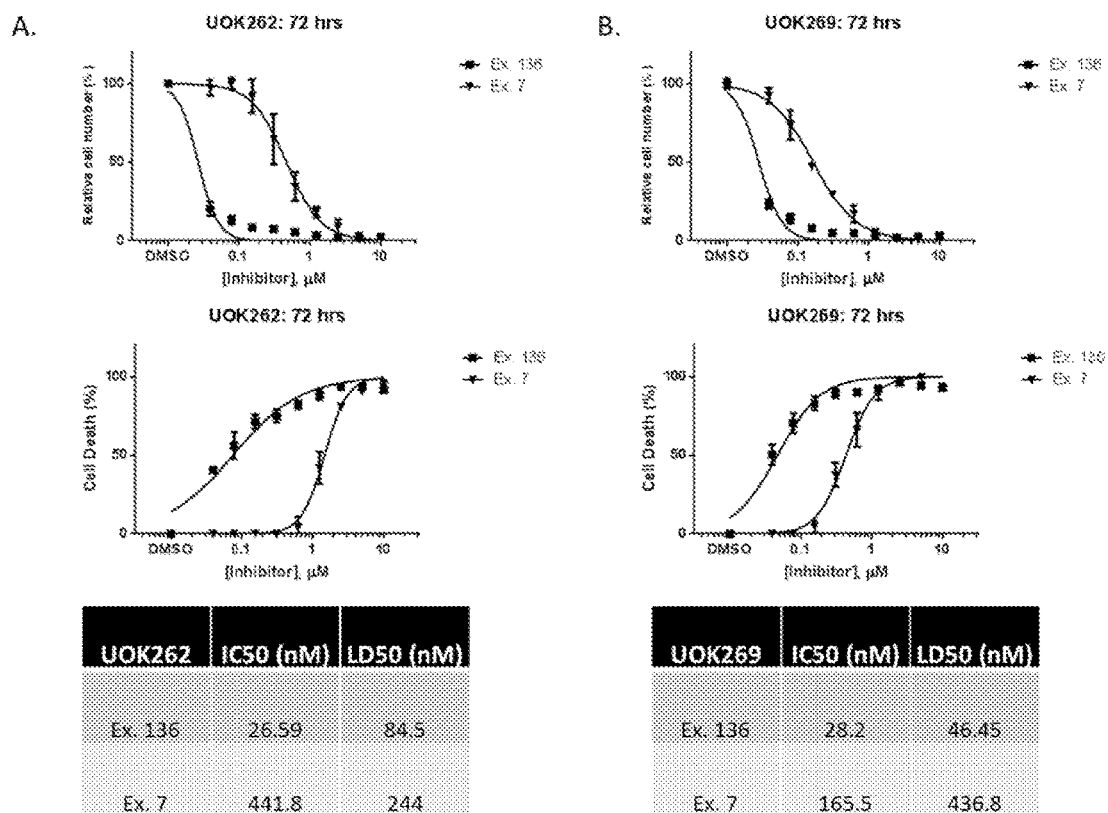 A.
UOK262: 72 hrs
Relative cell number (%)
100
50
0
DMSO 0.1 1 10
[Inhibitor], μM
Ex. 136
Ex. 7
UOK262: 72 hrs
Cell Death (%)
100
50
0
DMSO 0.1 1 10
[Inhibitor], μM
Ex. 136
Ex. 7
UOK262 IC50 (nM) LD50 (nM)
Ex. 136 26.59 84.5
Ex. 7 441.8 244
B.
UOK269: 72 hrs
Relative cell number (%)
100
50
0
DMSO 0.1 1 10
[Inhibitor], μM
Ex. 136
Ex. 7
UOK269: 72 hrs
Cell Death (%)
100
50
0
DMSO 0.1 1 10
[Inhibitor], μM
Ex. 136
Ex. 7
UOK269 IC50 (nM) LD50 (nM)
Ex. 136 28.2 46.45
Ex. 7 165.5 436.8